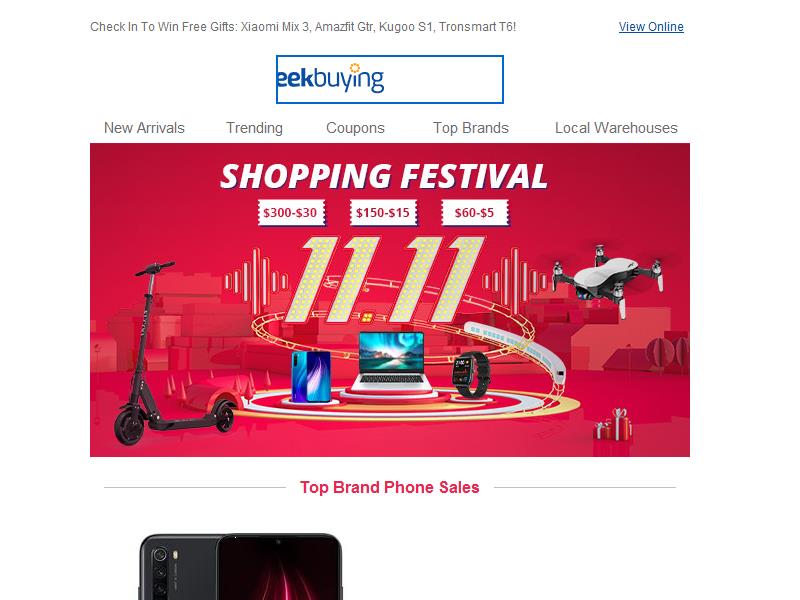 Check In To Win Free Gifts: Xiaomi Mix 3, Amazfit Gtr, Kugoo S1, Tronsmart T6!
View Online
eekbuying
New Arrivals Trending Coupons Top Brands Local Warehouses
SHOPPING FESTIVAL
$300-$30 $150-$15 $60-$5
11 11
Top Brand Phone Sales